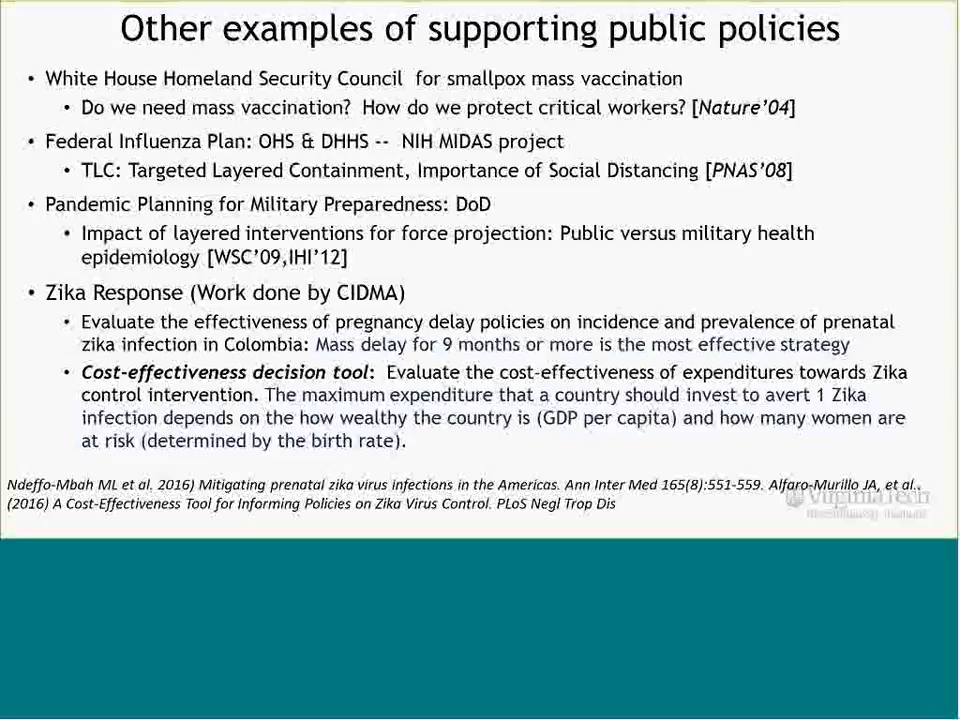 Other examples of supporting public policies
• White House Homeland Security Council for smallpox mass vaccination
• Do we need mass vaccination? How do we protect critical workers? [Nature’04]
• Federal Influenza Plan: OHS & DHHS -- NIH MIDAS project
• TLC: Targeted Layered Containment, Importance of Social Distancing [PNAS’08]
• Pandemic Planning for Military Preparedness: DoD
• Impact of layered interventions for force projection: Public versus military health
epidemiology [WSC’09,IHI’12]
• Zika Response (Work done by CIDMA)
• Evaluate the effectiveness of pregnancy delay policies on incidence and prevalence of prenatal
zika infection in Colombia: Mass delay for 9 months or more is the most effective strategy
• Cost-effectiveness decision tool: Evaluate the cost-effectiveness of expenditures towards Zika
control intervention. The maximum expenditure that a country should invest to avert 1 Zika
infection depends on the how wealthy the country is (GDP per capita) and how many women are
at risk (determined by the birth rate).
Ndeffo-Mbah ML et al. 2016) Mitigating prenatal zika virus infections in the Americas. Ann Inter Med 165(8):551-559. Alfaro-Murillo JA, et al..
(2016) A Cost-Effectiveness Tool for Informing Policies on Zika Virus Control. PLoS Negl Trop Dis
VirginiaTech